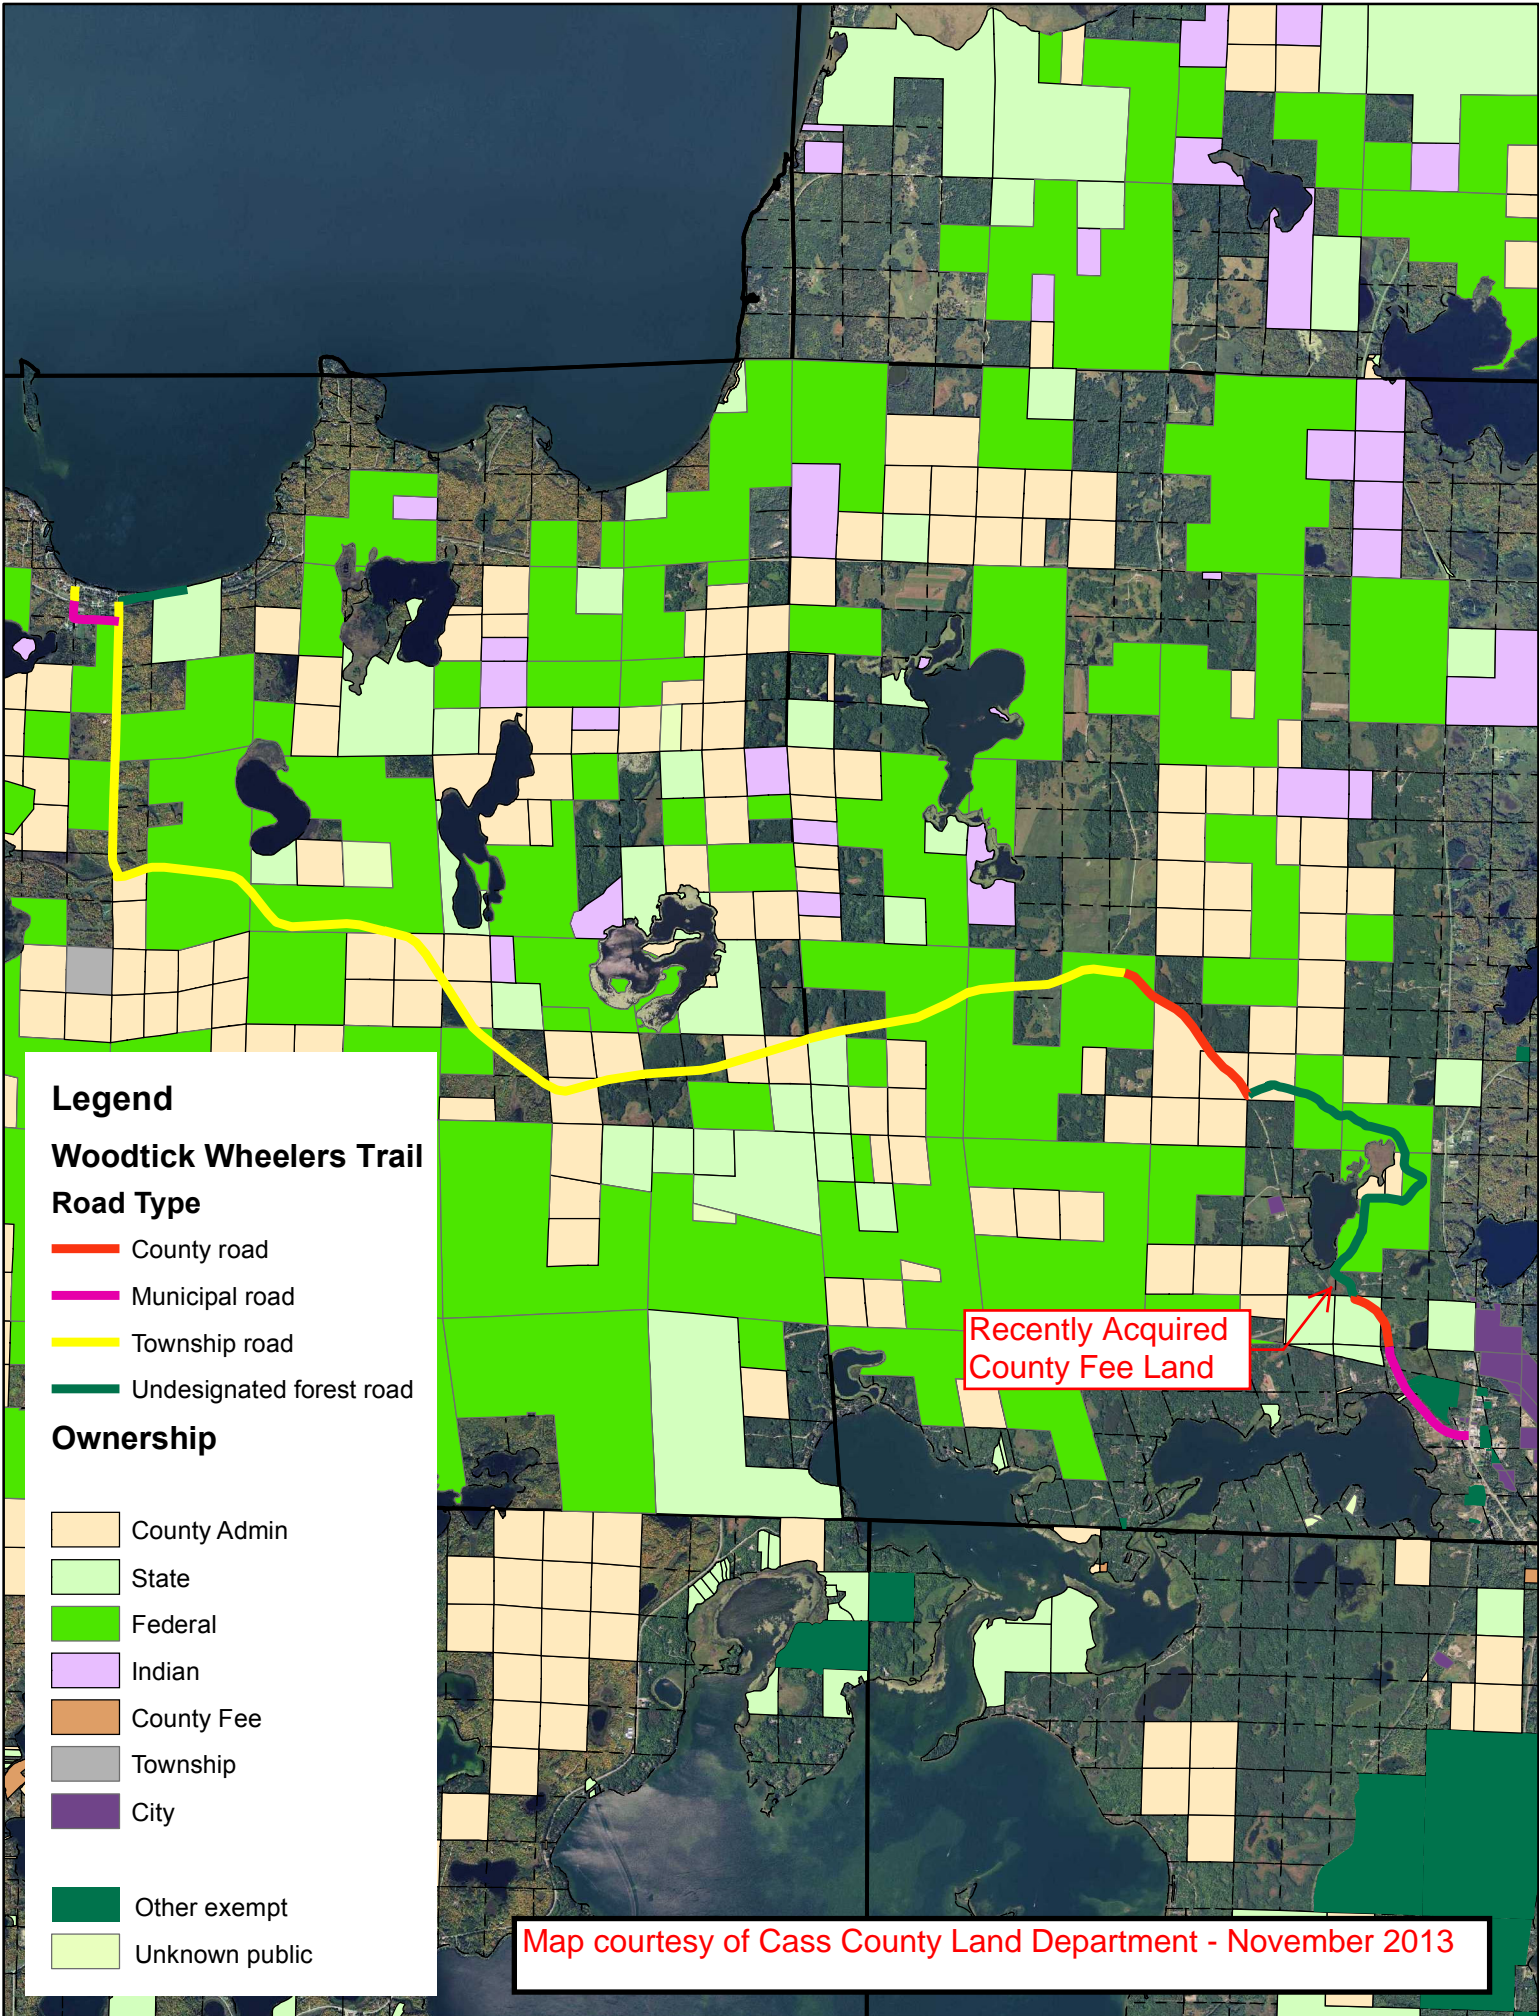 Legend
Woodtick Wheelers Trail
Road Type
County road
Municipal road
Township road
Undesignated forest road
Ownership
County Admin
State
Federal
Indian
County Fee
Township
City
Other exempt
Unknown public
Recently Acquired
County Fee Land
Map courtesy of Cass County Land Department - November 2013